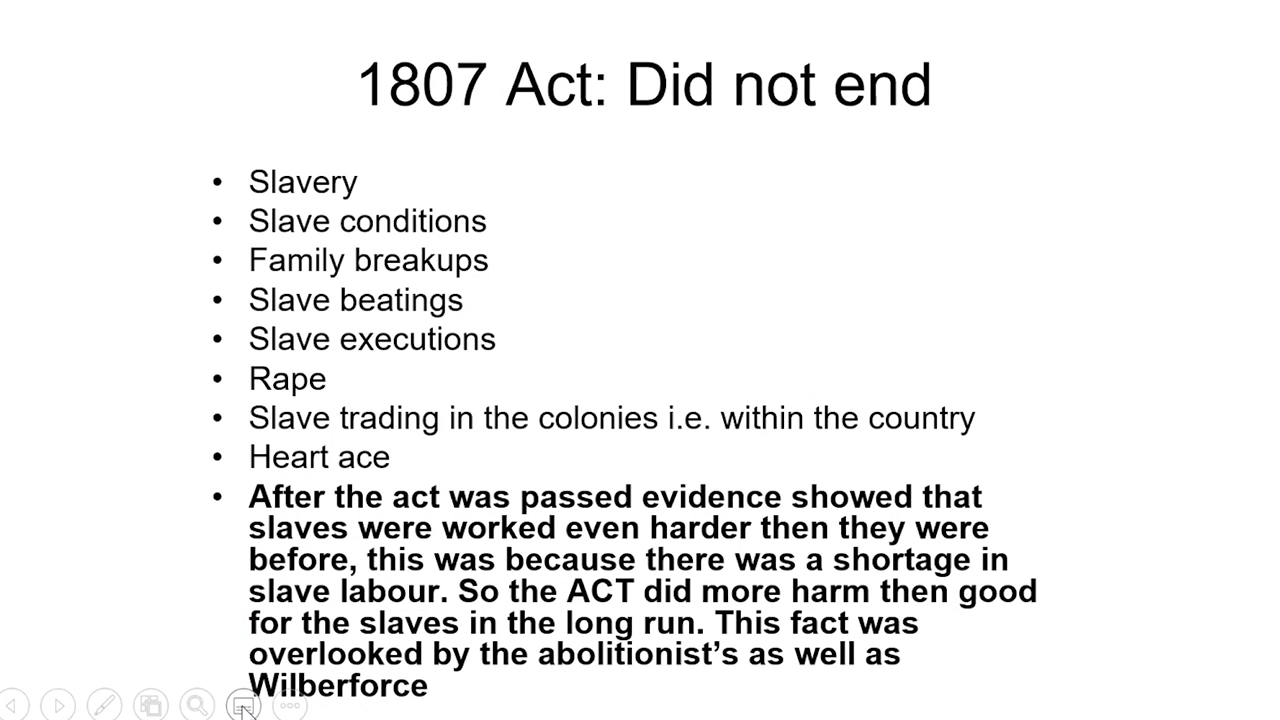 1807 Act: Did not end
• Slavery
• Slave conditions
• Family breakups
• Slave beatings
• Slave executions
• Rape
• Slave trading in the colonies i.e. within the country
• Heart ace
• After the act was passed evidence showed that
slaves were worked even harder then they were
before, this was because there was a shortage in
slave labour. So the ACT did more harm then good
for the slaves in the long run. This fact was
overlooked by the abolitionist’s as well as
Wilberforce